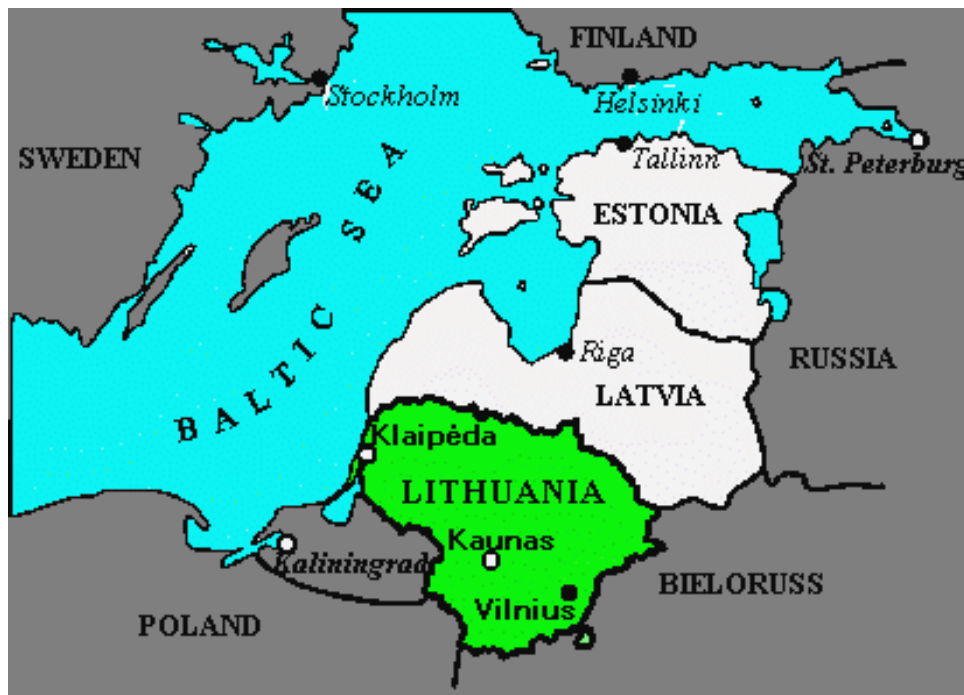 FINLAND
Stockholm
Helsinki
SWEDEN
Tallinn
St. Peterburg
BALTIC SEA
ESTONIA
Riga
RUSSIA
LATVIA
Klaipėda
LITHUANIA
Kaunas
Kaliningrad
BIELORUSS
Vilnius
POLAND